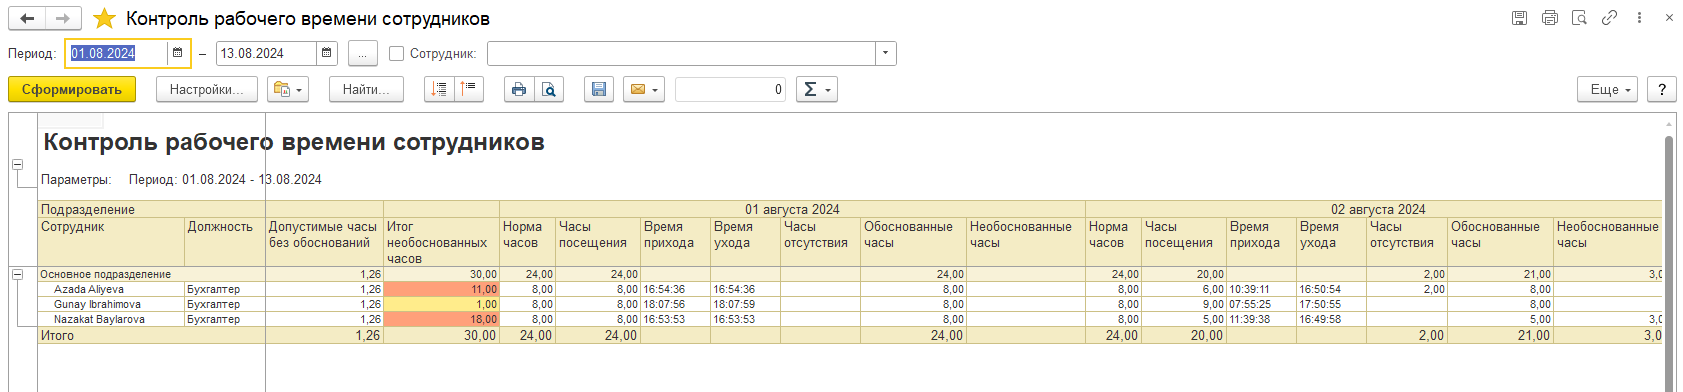 Контроль рабочего времени сотрудников
Период: 01.08.2024 – 13.08.2024 ... Сотрудник:
Сформировать Настройки... Найти... 0 Σ Еще ?
Контроль рабочего времени сотрудников
Параметры: Период: 01.08.2024 - 13.08.2024
Подразделение 01 августа 2024 02 августа 2024
Сотрудник Должность Допустимые часы без обоснований Итог необоснованных часов Норма часов Часы посещения Время прихода Время ухода Часы отсутствия Обоснованные часы Необоснованные часы Норма часов Часы посещения Время прихода Время ухода Часы отсутствия Обоснованные часы Необоснованные часы
Основное подразделение 1,26 30,00 24,00 24,00 24,00 24,00 20,00 2,00 21,00 3,0
Azada Aliyeva Бухгалтер 1,26 11,00 8,00 8,00 16:54:36 16:54:36 8,00 8,00 6,00 10:39:11 16:50:54 2,00 8,00
Gunay Ibrahimova Бухгалтер 1,26 1,00 8,00 8,00 18:07:56 18:07:59 8,00 8,00 9,00 07:55:25 17:50:55 8,00
Nazakat Baylarova Бухгалтер 1,26 18,00 8,00 8,00 16:53:53 16:53:53 8,00 8,00 5,00 11:39:38 16:49:58 5,00 3,0
Итого 1,26 30,00 24,00 24,00 24,00 24,00 20,00 2,00 21,00 3,0